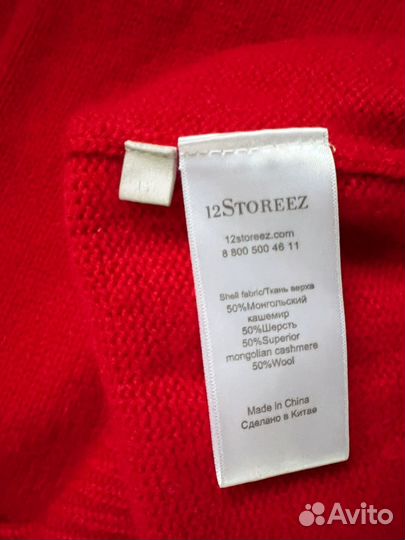 12STOREEZ
12storeez.com
8 800 500 46 11
Shell fabric/Ткань верха
50%Монгольский
кашемир
50%Шерсть
50%Superior
mongolian cashmere
50%Wool
Made in China
Сделано в Китае
Avito